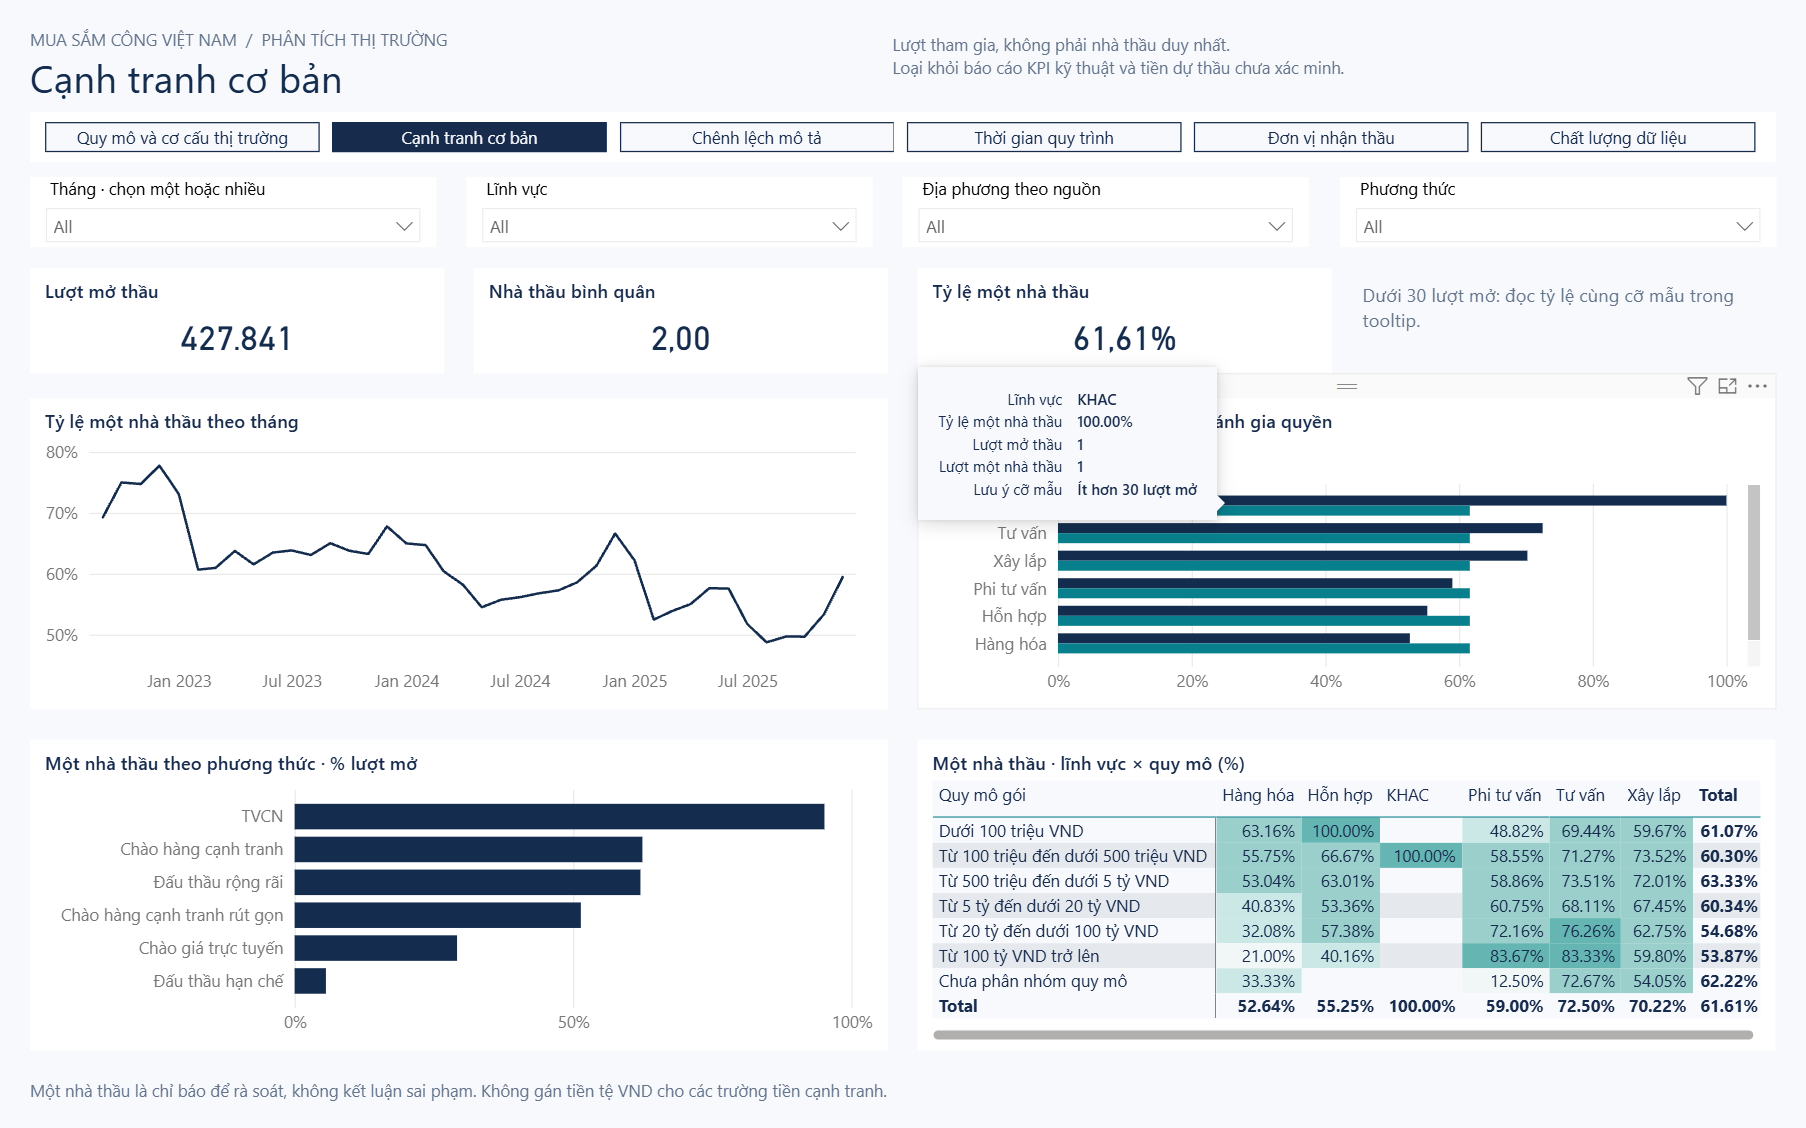 MUA SẮM CÔNG VIỆT NAM / PHÂN TÍCH THỊ TRƯỜNG
Cạnh tranh cơ bản
Lượt tham gia, không phải nhà thầu duy nhất.
Loại khỏi báo cáo KPI kỹ thuật và tiền dự thầu chưa xác minh.
Quy mô và cơ cấu thị trường
Cạnh tranh cơ bản
Chênh lệch mô tả
Thời gian quy trình
Đơn vị nhận thầu
Chất lượng dữ liệu
Tháng · chọn một hoặc nhiều
All
Lĩnh vực
All
Địa phương theo nguồn
All
Phương thức
All
Lượt mở thầu
427.841
Nhà thầu bình quân
2,00
Tỷ lệ một nhà thầu
61,61%
Dưới 30 lượt mở: đọc tỷ lệ cùng cỡ mẫu trong
tooltip.
Tỷ lệ một nhà thầu theo tháng
80%
70%
60%
50%
Jan 2023 Jul 2023 Jan 2024 Jul 2024 Jan 2025 Jul 2025
Lĩnh vực KHAC
Tỷ lệ một nhà thầu 100.00%
Lượt mở thầu 1
Lượt một nhà thầu 1
Lưu ý cỡ mẫu Ít hơn 30 lượt mở
ánh gia quyền
Tư vấn
Xây lắp
Phi tư vấn
Hỗn hợp
Hàng hóa
0% 20% 40% 60% 80% 100%
Một nhà thầu theo phương thức · % lượt mở
TVCN
Chào hàng cạnh tranh
Đấu thầu rộng rãi
Chào hàng cạnh tranh rút gọn
Chào giá trực tuyến
Đấu thầu hạn chế
0% 50% 100%
Một nhà thầu · lĩnh vực × quy mô (%)
Quy mô gói Hàng hóa Hỗn hợp KHAC Phi tư vấn Tư vấn Xây lắp Total
Dưới 100 triệu VND 63.16% 100.00% 48.82% 69.44% 59.67% 61.07%
Từ 100 triệu đến dưới 500 triệu VND 55.75% 66.67% 100.00% 58.55% 71.27% 73.52% 60.30%
Từ 500 triệu đến dưới 5 tỷ VND 53.04% 63.01% 58.86% 73.51% 72.01% 63.33%
Từ 5 tỷ đến dưới 20 tỷ VND 40.83% 53.36% 60.75% 68.11% 67.45% 60.34%
Từ 20 tỷ đến dưới 100 tỷ VND 32.08% 57.38% 72.16% 76.26% 62.75% 54.68%
Từ 100 tỷ VND trở lên 21.00% 40.16% 83.67% 83.33% 59.80% 53.87%
Chưa phân nhóm quy mô 33.33% 12.50% 72.67% 54.05% 62.22%
Total 52.64% 55.25% 100.00% 59.00% 72.50% 70.22% 61.61%
Một nhà thầu là chỉ báo để rà soát, không kết luận sai phạm. Không gán tiền tệ VND cho các trường tiền cạnh tranh.